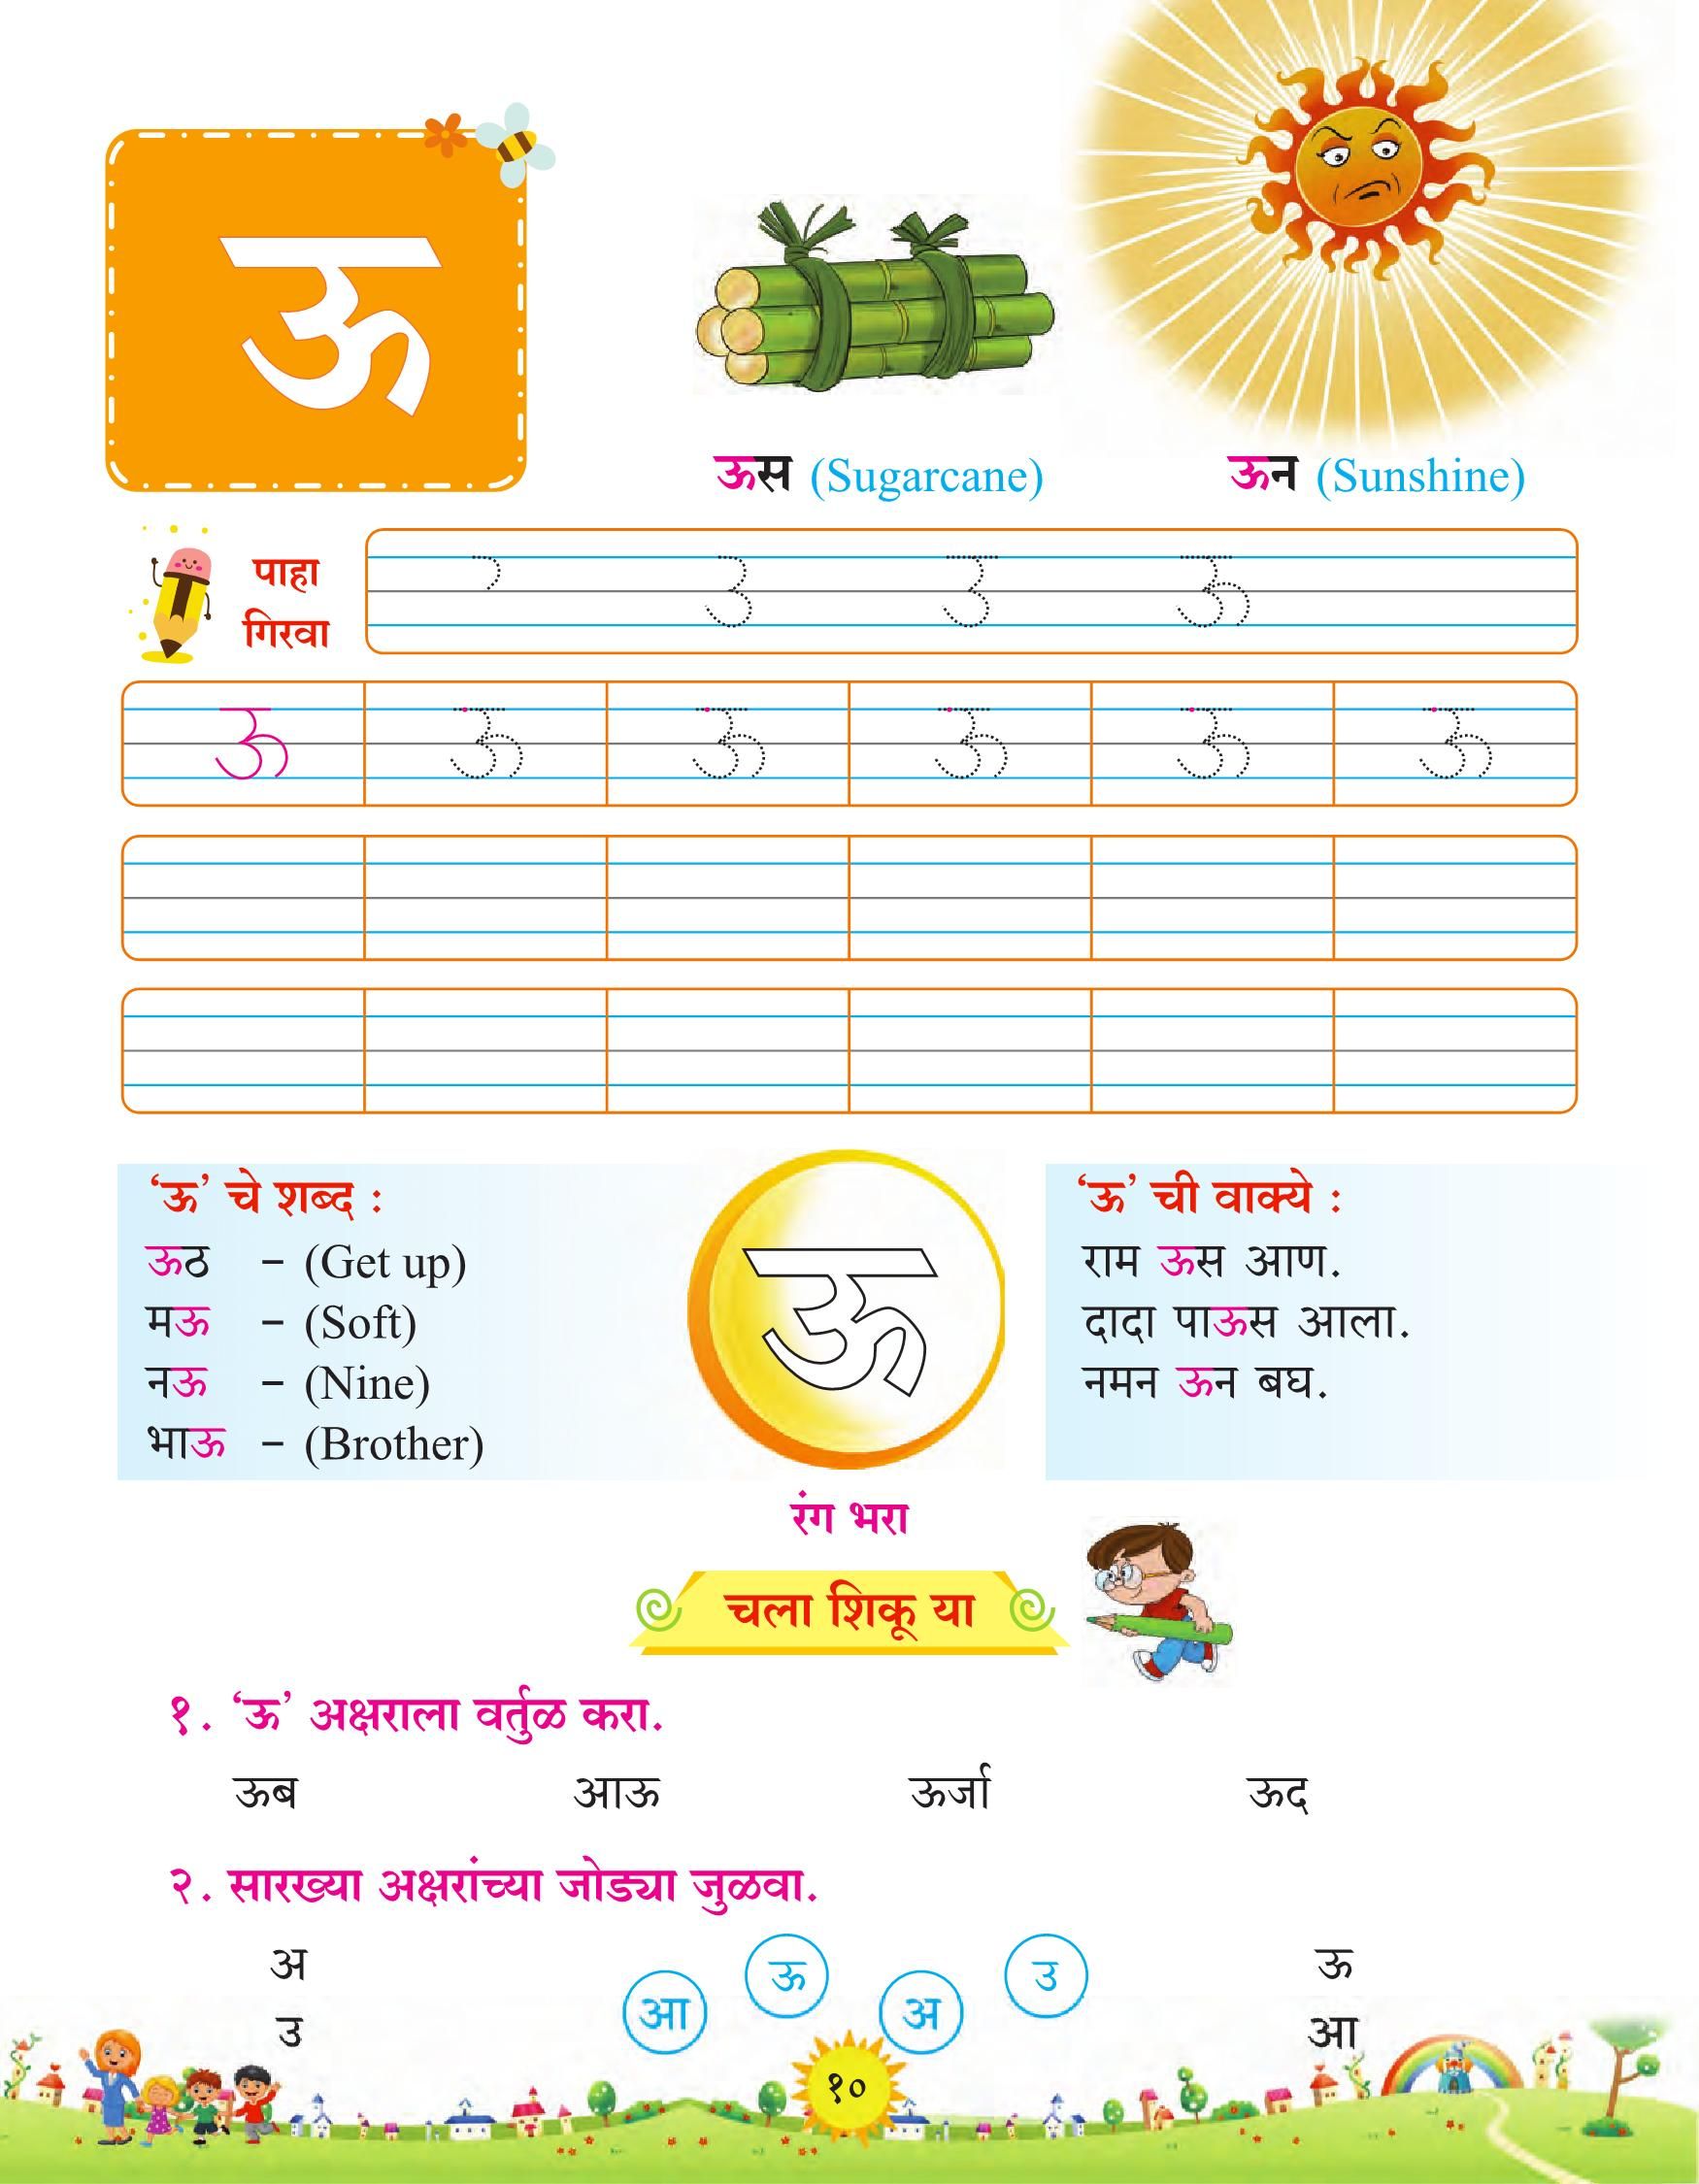 ऊ
ऊस (Sugarcane) ऊन (Sunshine)
पाहा
गिरवा
ऊ
ऊ ऊ ऊ ऊ ऊ ऊ
‘ऊ’ चे शब्द :
ऊठ – (Get up)
मऊ – (Soft)
नऊ – (Nine)
भाऊ – (Brother)
ऊ
रंग भरा
‘ऊ’ ची वाक्ये :
राम ऊस आण.
दादा पाऊस आला.
नमन ऊन बघ.
चला शिकू या
१. ‘ऊ’ अक्षराला वर्तुळ करा.
ऊब आऊ ऊर्जा ऊद
२. सारख्या अक्षरांच्या जोड्या जुळवा.
अ ऊ उ ऊ
उ आ अ आ
१०